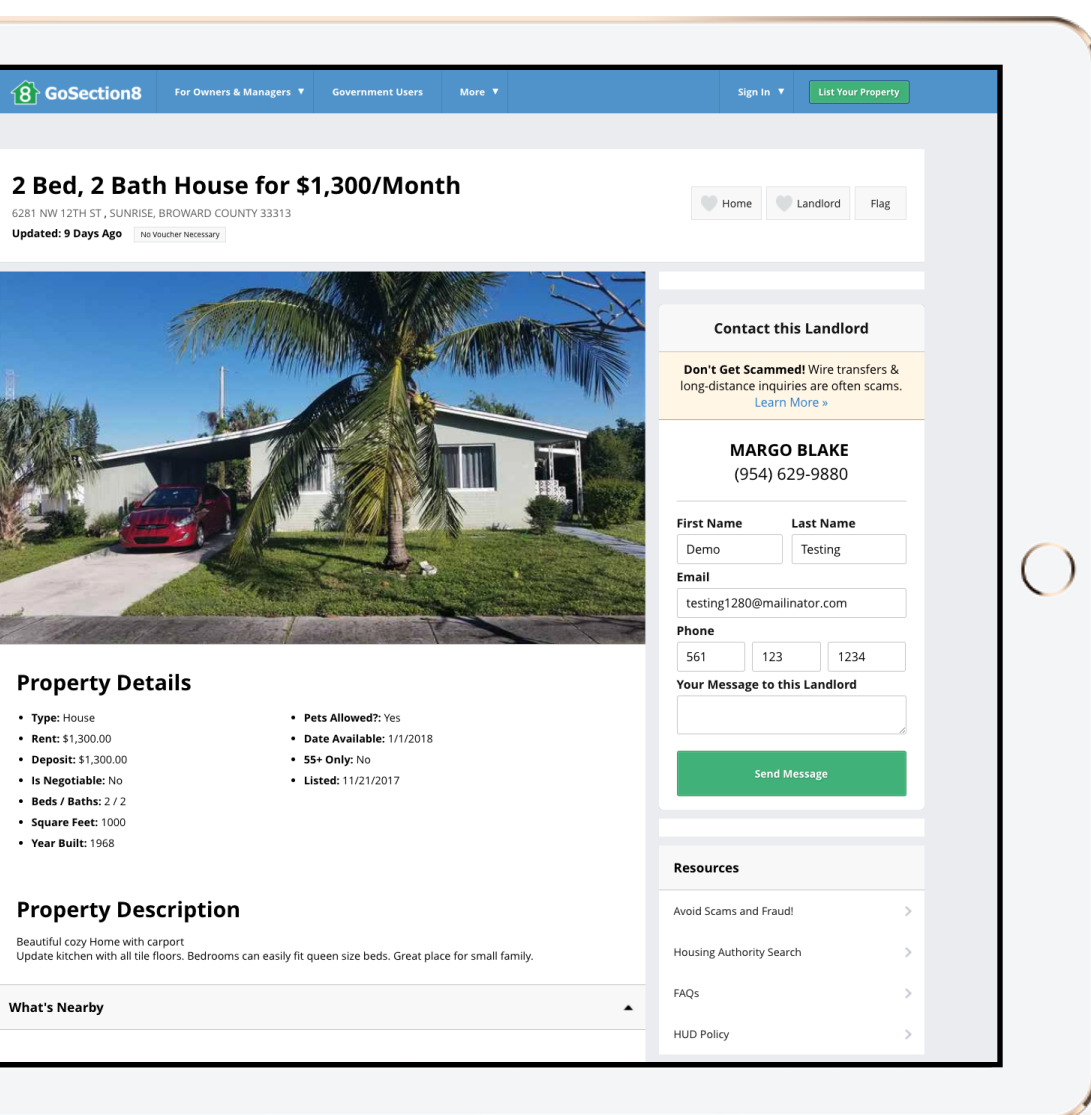 8 GoSection8
For Owners & Managers ▼
Government Users
More ▼
Sign In ▼
List Your Property
2 Bed, 2 Bath House for $1,300/Month
6281 NW 12TH ST , SUNRISE, BROWARD COUNTY 33313
Updated: 9 Days Ago
No Voucher Necessary
Home
Landlord
Flag
Contact this Landlord
Don't Get Scammed! Wire transfers &
long-distance inquiries are often scams.
Learn More »
MARGO BLAKE
(954) 629-9880
First Name
Last Name
Demo
Testing
Email
testing1280@mailinator.com
Phone
561
123
1234
Your Message to this Landlord
Send Message
Property Details
• Type: House
• Rent: $1,300.00
• Deposit: $1,300.00
• Is Negotiable: No
• Beds / Baths: 2 / 2
• Square Feet: 1000
• Year Built: 1968
• Pets Allowed?: Yes
• Date Available: 1/1/2018
• 55+ Only: No
• Listed: 11/21/2017
Property Description
Beautiful cozy Home with carport
Update kitchen with all tile floors. Bedrooms can easily fit queen size beds. Great place for small family.
What's Nearby
Resources
Avoid Scams and Fraud!
Housing Authority Search
FAQs
HUD Policy